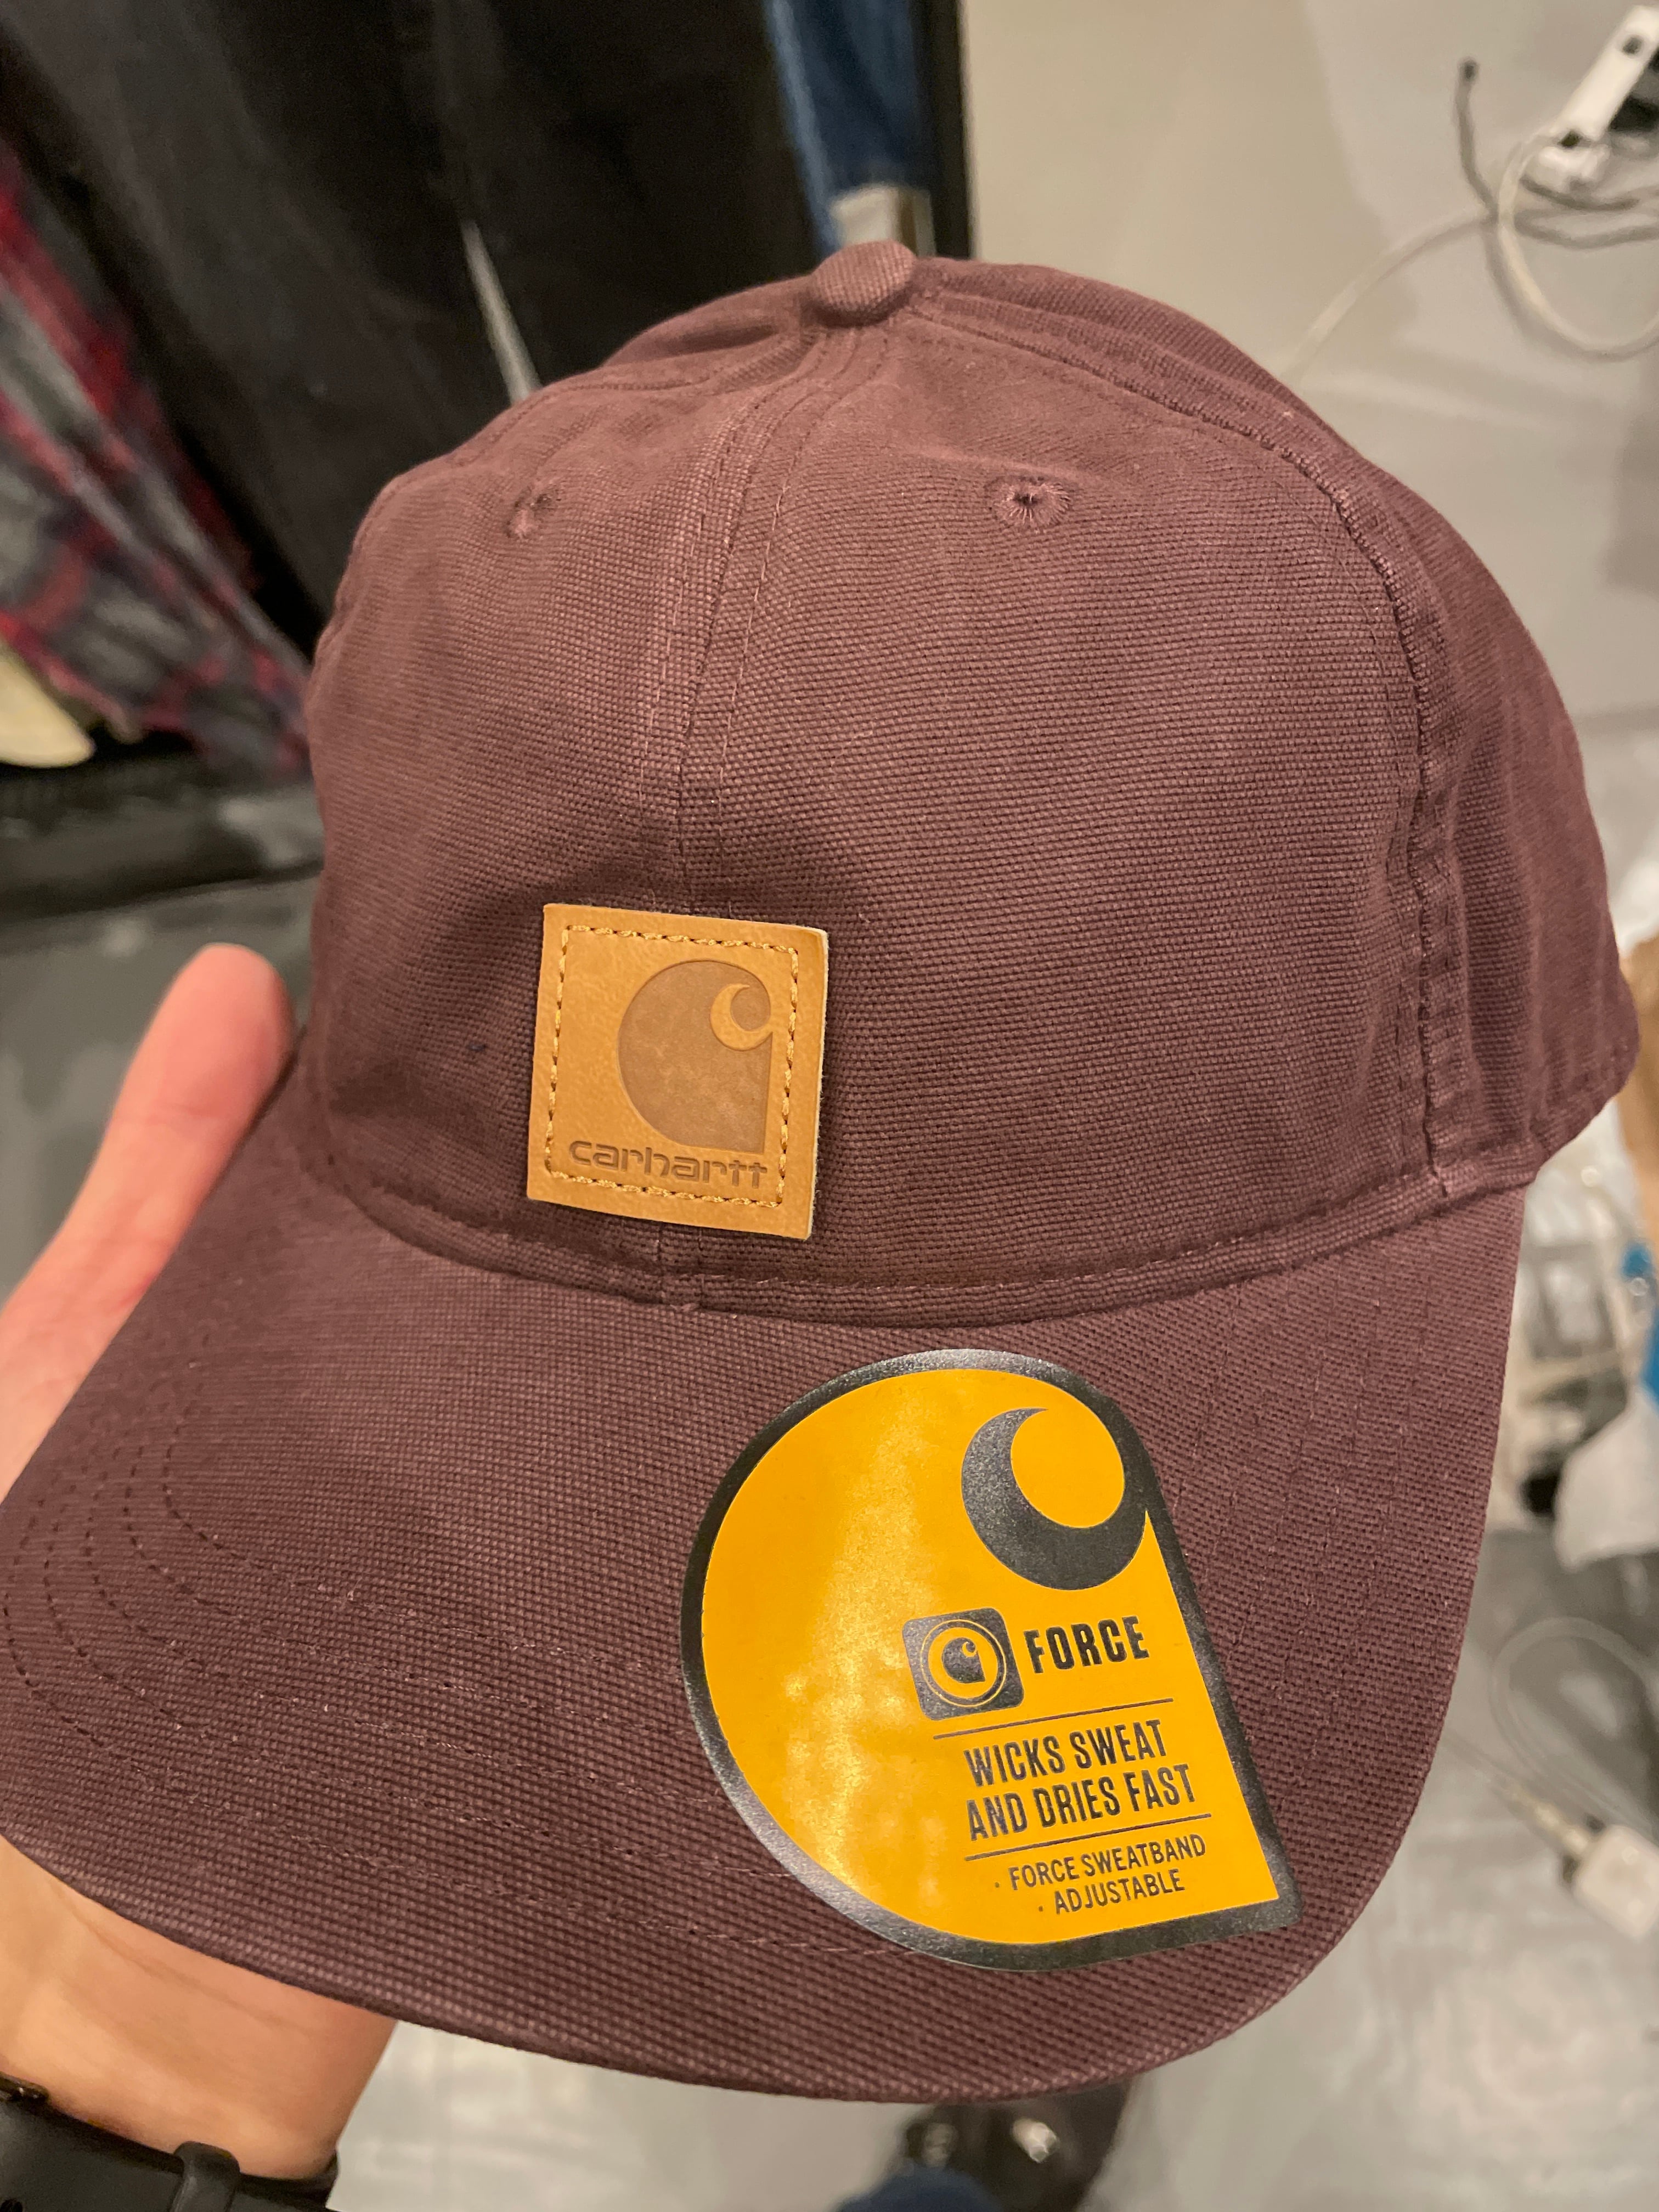 carhartt
FORCE
WICKS SWEAT
AND DRIES FAST
· FORCE SWEATBAND
· ADJUSTABLE